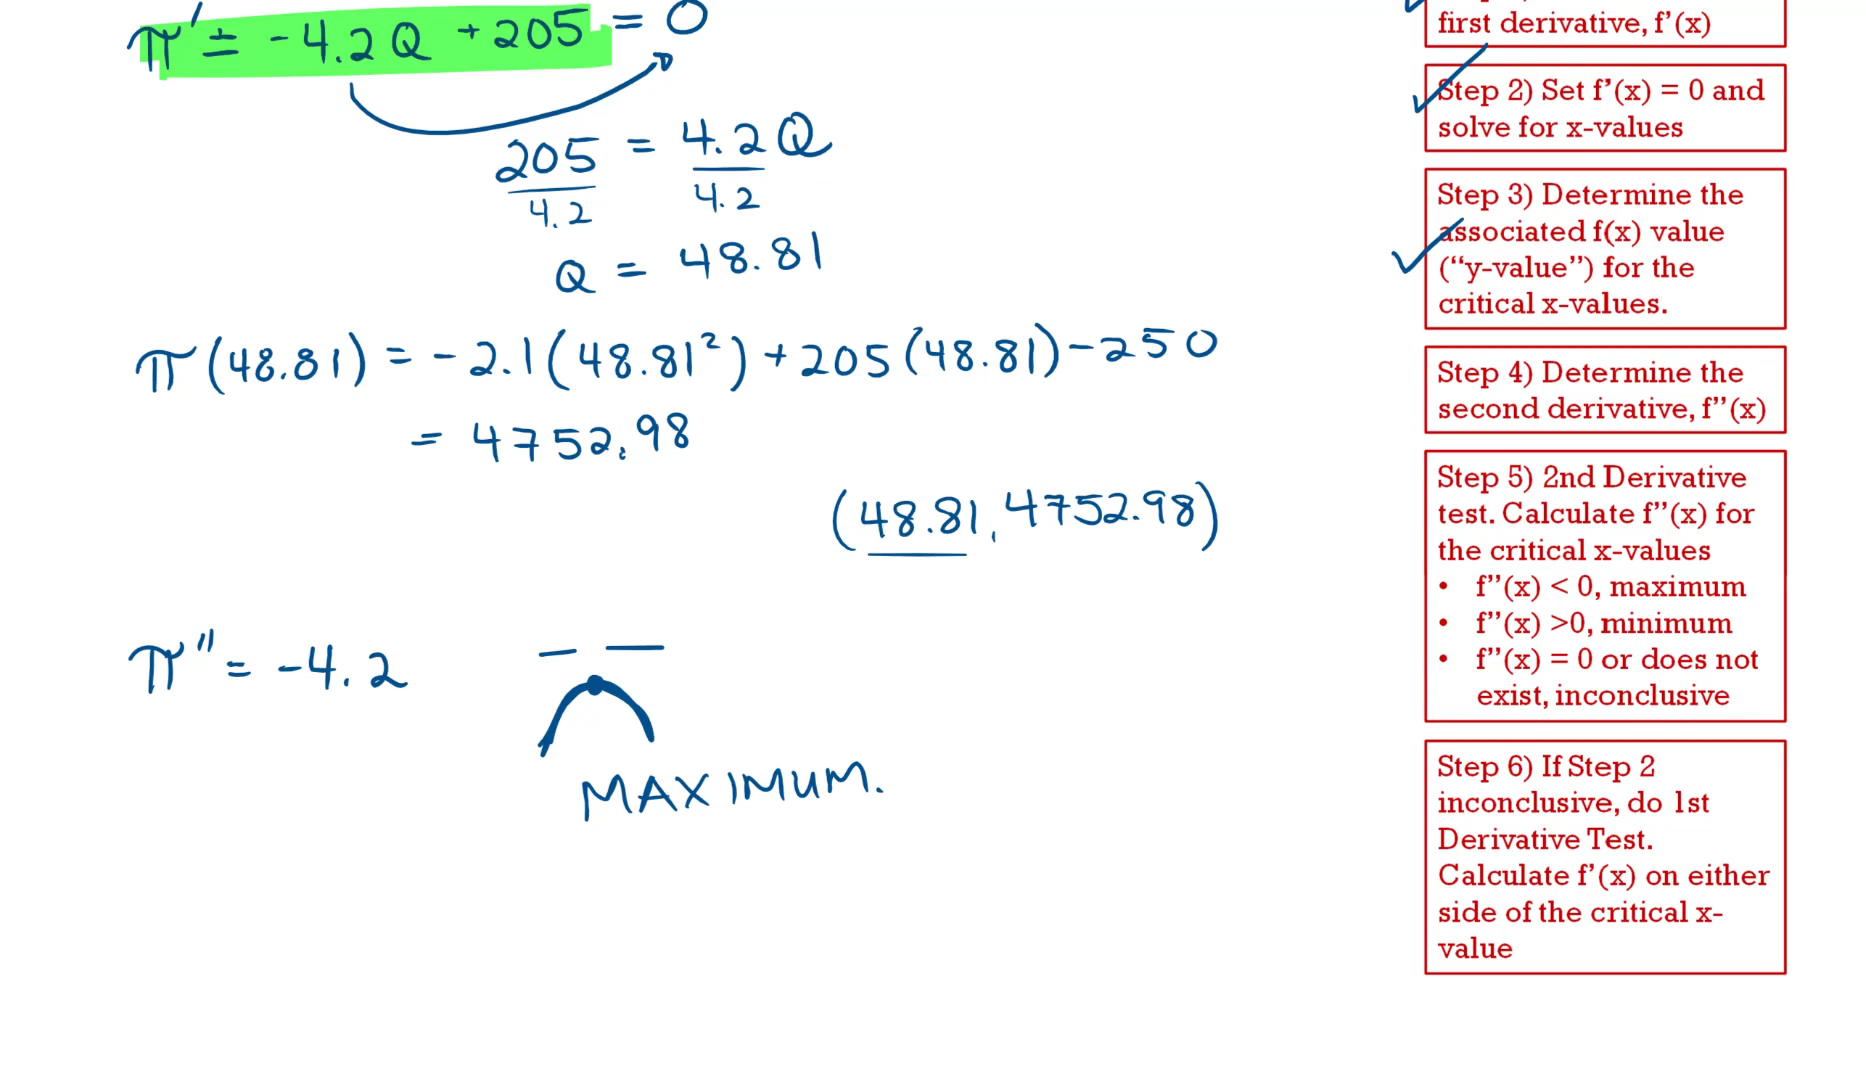 π' = -4.2Q + 205 = 0
205 = 4.2Q
4.2 4.2
Q = 48.81
π(48.81) = -2.1(48.81²) + 205(48.81) - 250
= 4752.98
(48.81, 4752.98)
π'' = -4.2
MAXIMUM.
first derivative, f’(x)
Step 2) Set f’(x) = 0 and
solve for x-values
Step 3) Determine the
associated f(x) value
(“y-value”) for the
critical x-values.
Step 4) Determine the
second derivative, f’’(x)
Step 5) 2nd Derivative
test. Calculate f’’(x) for
the critical x-values
• f’’(x) < 0, maximum
• f’’(x) >0, minimum
• f’’(x) = 0 or does not
exist, inconclusive
Step 6) If Step 2
inconclusive, do 1st
Derivative Test.
Calculate f’(x) on either
side of the critical x-
value